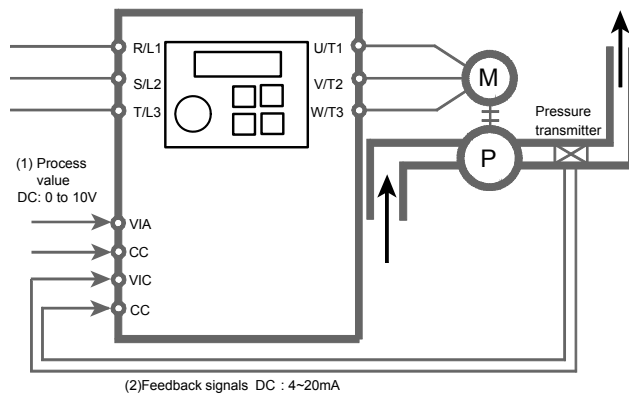 R/L1
U/T1
S/L2
V/T2
T/L3
W/T3
M
P
Pressure
transmitter
(1) Process
value
DC: 0 to 10V
VIA
CC
VIC
CC
(2)Feedback signals DC : 4~20mA